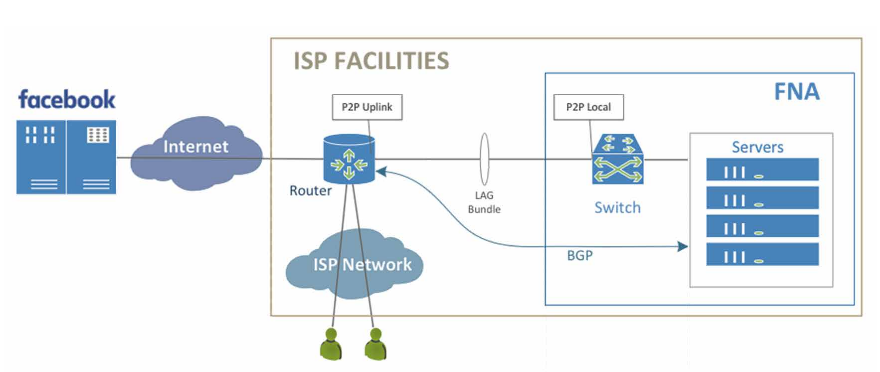 ISP FACILITIES
FNA
facebook
P2P Uplink
P2P Local
Internet
Servers
Router
LAG
Bundle
Switch
BGP
ISP Network